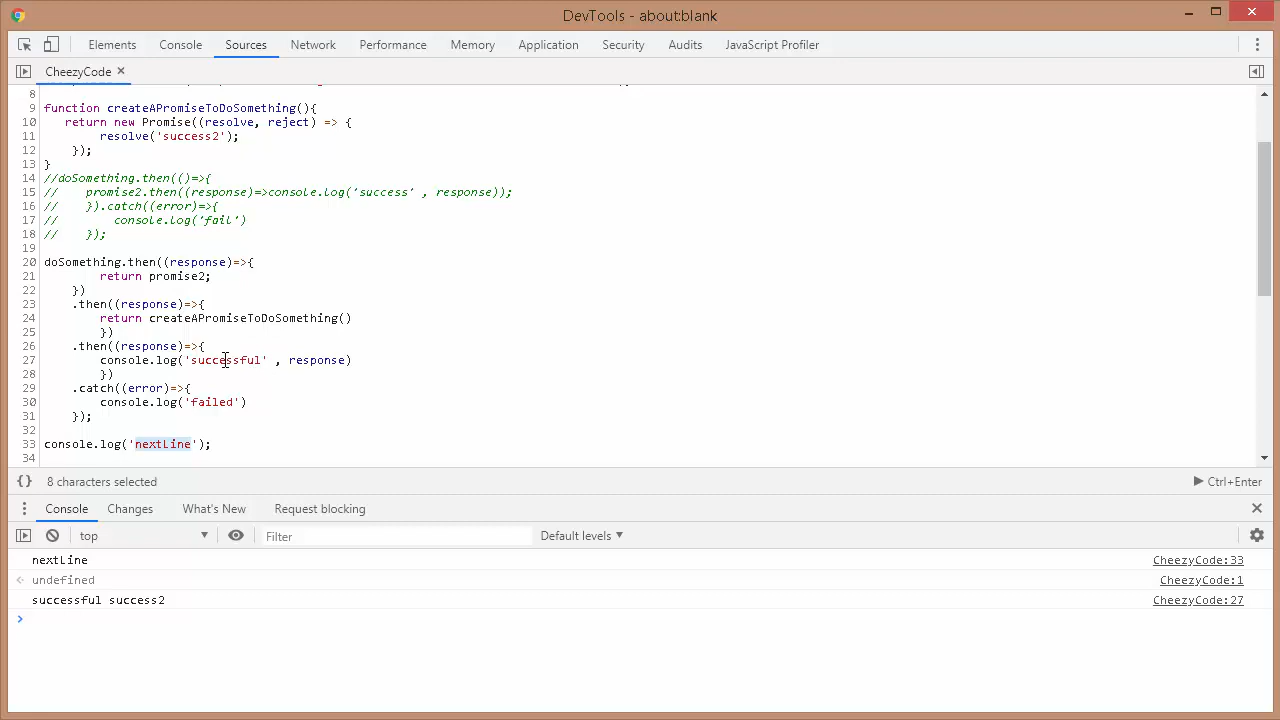 DevTools - about:blank
Elements Console Sources Network Performance Memory Application Security Audits JavaScript Profiler
CheezyCode ×
8
9 function createAPromiseToDoSomething(){
10 return new Promise((resolve, reject) => {
11 resolve('success2');
12 });
13 }
14 //doSomething.then(()=>{
15 // promise2.then((response)=>console.log('success' , response));
16 // }).catch((error)=>{
17 // console.log('fail')
18 // });
19
20 doSomething.then((response)=>{
21 return promise2;
22 })
23 .then((response)=>{
24 return createAPromiseToDoSomething()
25 })
26 .then((response)=>{
27 console.log('successful' , response)
28 })
29 .catch((error)=>{
30 console.log('failed')
31 });
32
33 console.log('nextLine');
34
{} 8 characters selected Ctrl+Enter
Console Changes What's New Request blocking
top Filter Default levels
nextLine CheezyCode:33
undefined CheezyCode:1
successful success2 CheezyCode:27